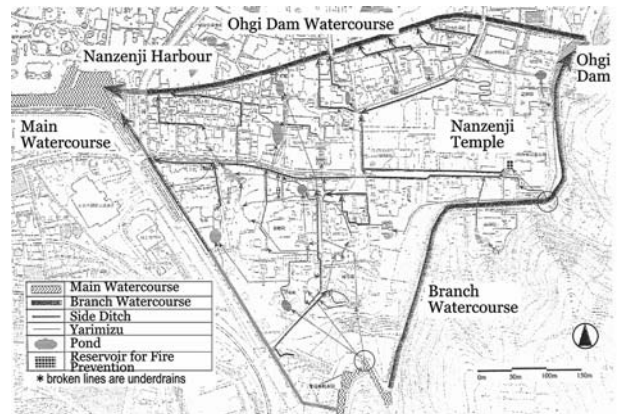 Ohgi Dam Watercourse
Nanzenji Harbour
Ohgi
Dam
Main
Watercourse
Nanzenji
Temple
Branch
Watercourse
Main Watercourse
Branch Watercourse
Side Ditch
Yarimizu
Pond
Reservoir for Fire
Prevention
* broken lines are underdrains
0m 50m 100m 150m